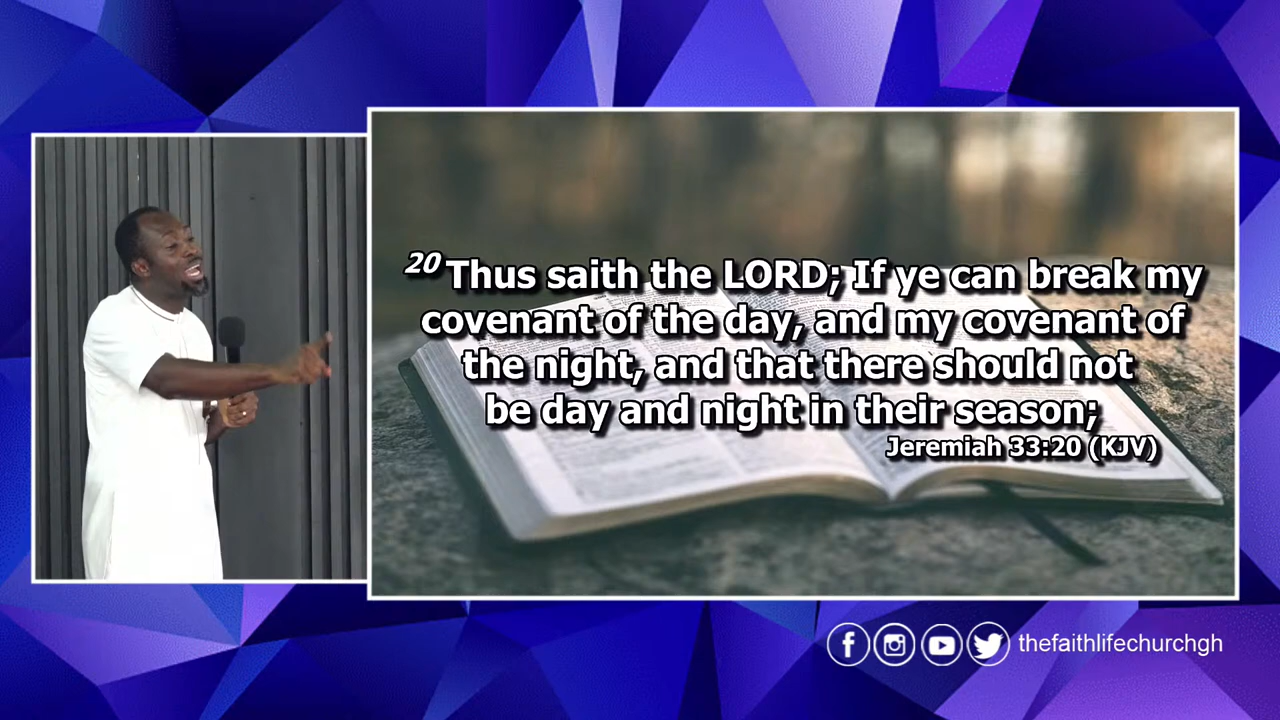 20 Thus saith the LORD; If ye can break my
covenant of the day, and my covenant of
the night, and that there should not
be day and night in their season;
Jeremiah 33:20 (KJV)
thefaithlifechurchgh